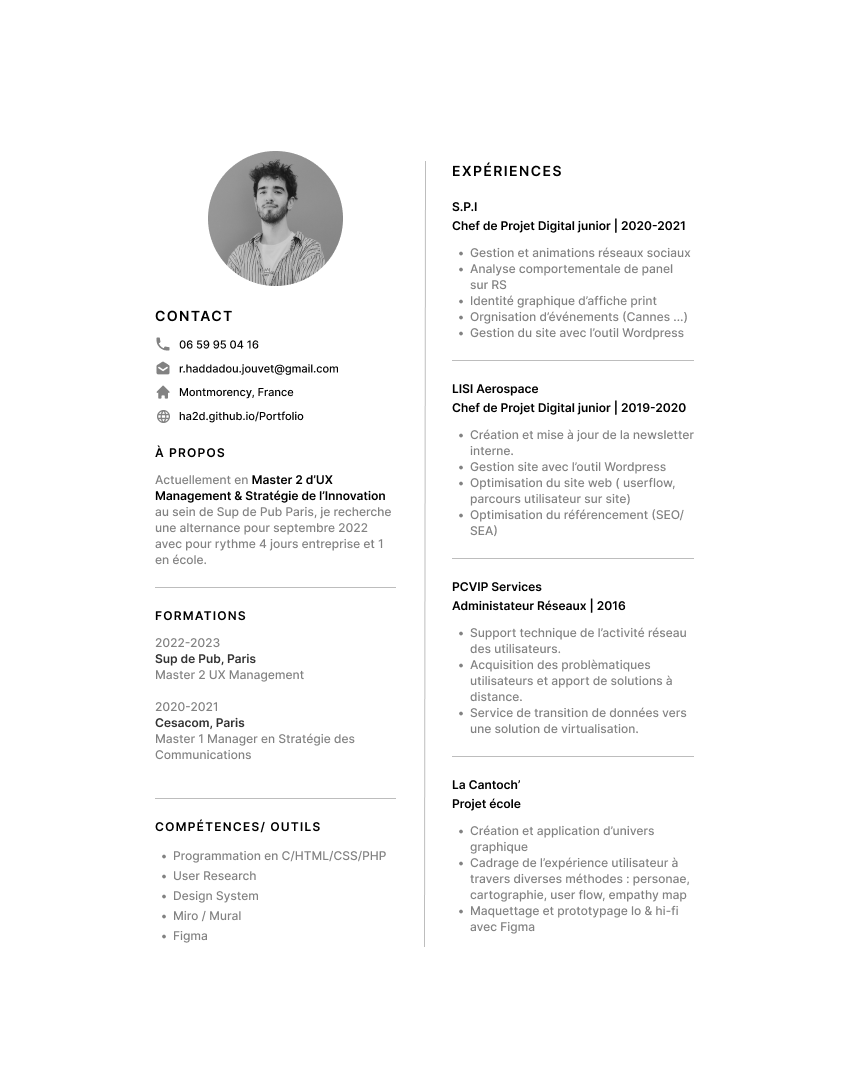 CONTACT
06 59 95 04 16
r.haddadou.jouvet@gmail.com
Montmorency, France
ha2d.github.io/Portfolio
À PROPOS
Actuellement en Master 2 d’UX
Management & Stratégie de l’Innovation
au sein de Sup de Pub Paris, je recherche
une alternance pour septembre 2022
avec pour rythme 4 jours entreprise et 1
en école.
FORMATIONS
2022-2023
Sup de Pub, Paris
Master 2 UX Management
2020-2021
Cesacom, Paris
Master 1 Manager en Stratégie des
Communications
COMPÉTENCES/ OUTILS
• Programmation en C/HTML/CSS/PHP
• User Research
• Design System
• Miro / Mural
• Figma
EXPÉRIENCES
S.P.I
Chef de Projet Digital junior | 2020-2021
• Gestion et animations réseaux sociaux
• Analyse comportementale de panel
sur RS
• Identité graphique d’affiche print
• Orgnisation d’événements (Cannes ...)
• Gestion du site avec l’outil Wordpress
LISI Aerospace
Chef de Projet Digital junior | 2019-2020
• Création et mise à jour de la newsletter
interne.
• Gestion site avec l’outil Wordpress
• Optimisation du site web ( userflow,
parcours utilisateur sur site)
• Optimisation du référencement (SEO/
SEA)
PCVIP Services
Administateur Réseaux | 2016
• Support technique de l’activité réseau
des utilisateurs.
• Acquisition des problèmatiques
utilisateurs et apport de solutions à
distance.
• Service de transition de données vers
une solution de virtualisation.
La Cantoch’
Projet école
• Création et application d’univers
graphique
• Cadrage de l’expérience utilisateur à
travers diverses méthodes : personae,
cartographie, user flow, empathy map
• Maquettage et prototypage lo & hi-fi
avec Figma